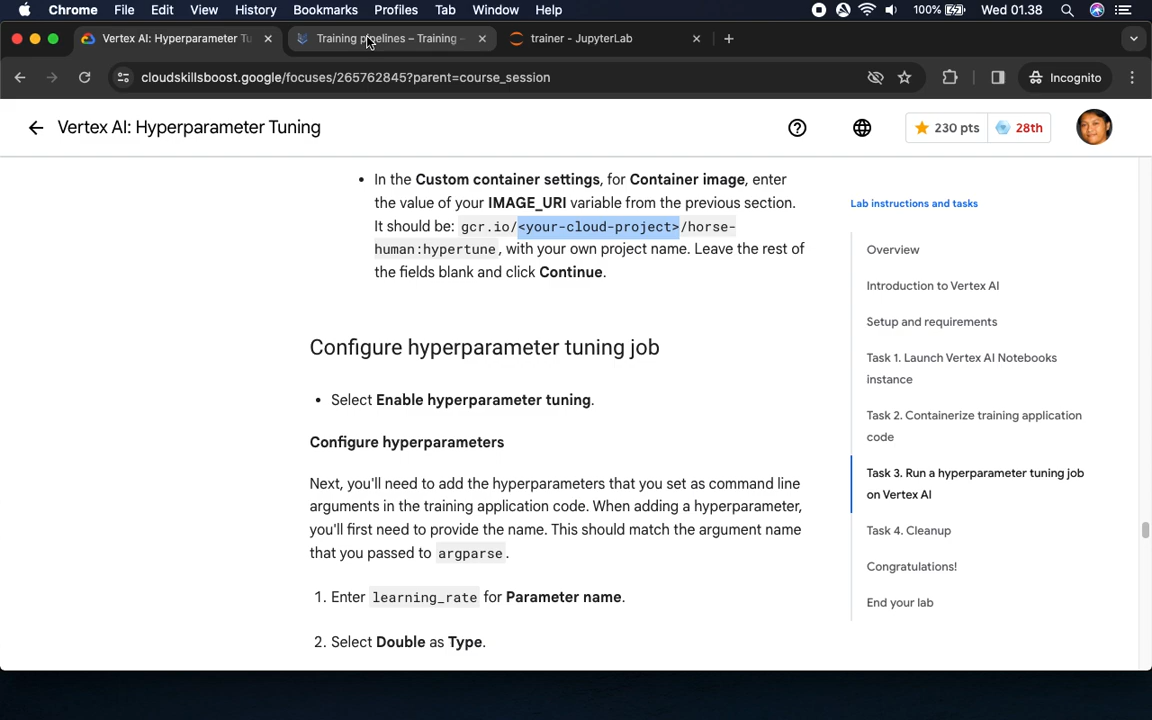 Chrome File Edit View History Bookmarks Profiles Tab Window Help 100% Wed 01.38
Vertex AI: Hyperparameter Tu Training pipelines – Training – trainer - JupyterLab
cloudskillsboost.google/focuses/265762845?parent=course_session Incognito
Vertex AI: Hyperparameter Tuning 230 pts 28th
• In the Custom container settings, for Container image, enter
the value of your IMAGE_URI variable from the previous section.
It should be: gcr.io/<your-cloud-project>/horse-
human:hypertune, with your own project name. Leave the rest of
the fields blank and click Continue.
Configure hyperparameter tuning job
• Select Enable hyperparameter tuning.
Configure hyperparameters
Next, you'll need to add the hyperparameters that you set as command line
arguments in the training application code. When adding a hyperparameter,
you'll first need to provide the name. This should match the argument name
that you passed to argparse.
1. Enter learning_rate for Parameter name.
2. Select Double as Type.
Lab instructions and tasks
Overview
Introduction to Vertex AI
Setup and requirements
Task 1. Launch Vertex AI Notebooks
instance
Task 2. Containerize training application
code
Task 3. Run a hyperparameter tuning job
on Vertex AI
Task 4. Cleanup
Congratulations!
End your lab